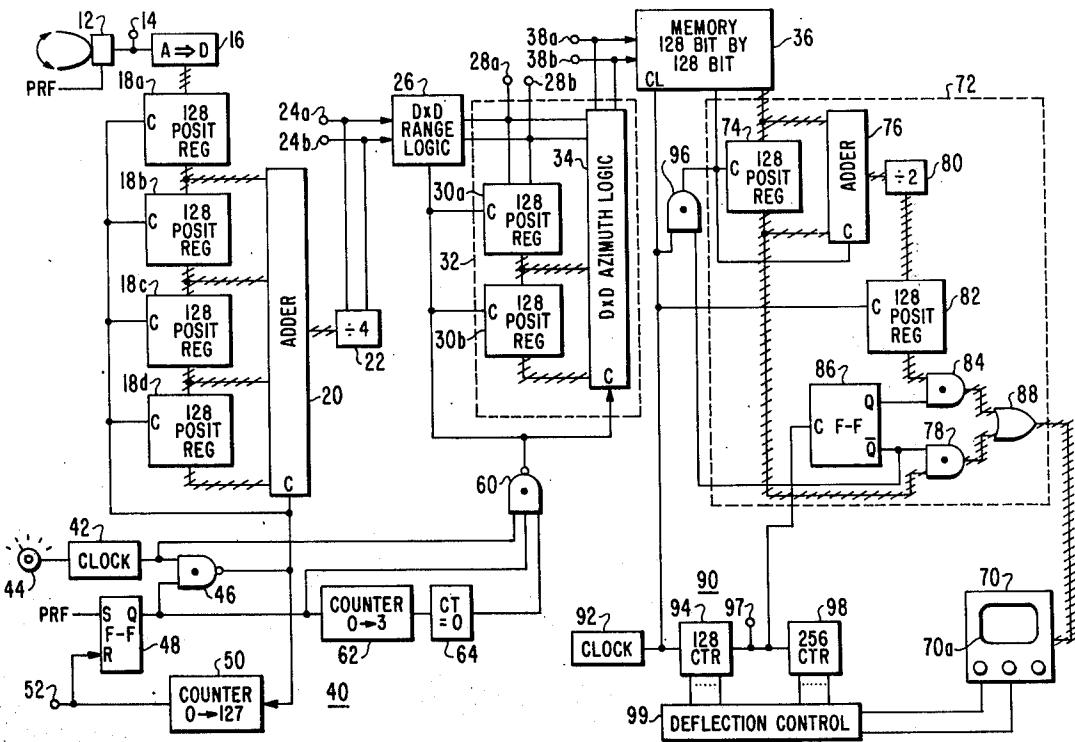 12
14
PRF
A ⇒ D
16
18a
C
128
POSIT
REG
18b
C
128
POSIT
REG
18c
C
128
POSIT
REG
18d
C
128
POSIT
REG
ADDER
C
20
÷4
22
24a
24b
26
DxD
RANGE
LOGIC
28a
28b
30a
C
128
POSIT
REG
32
30b
C
128
POSIT
REG
34
DxD AZIMUTH LOGIC
C
38a
38b
MEMORY
128 BIT BY
128 BIT
CL
36
72
74
C
128
POSIT
REG
76
ADDER
C
÷2
80
96
C
128
POSIT
REG
82
84
86
C F-F
Q
Q̅
78
88
60
42
CLOCK
44
46
PRF
S Q
F-F
R
48
COUNTER
0→3
62
CT
=0
64
50
COUNTER
0→127
52
40
90
92
CLOCK
94
128
CTR
97
98
256
CTR
99
DEFLECTION CONTROL
70
70a